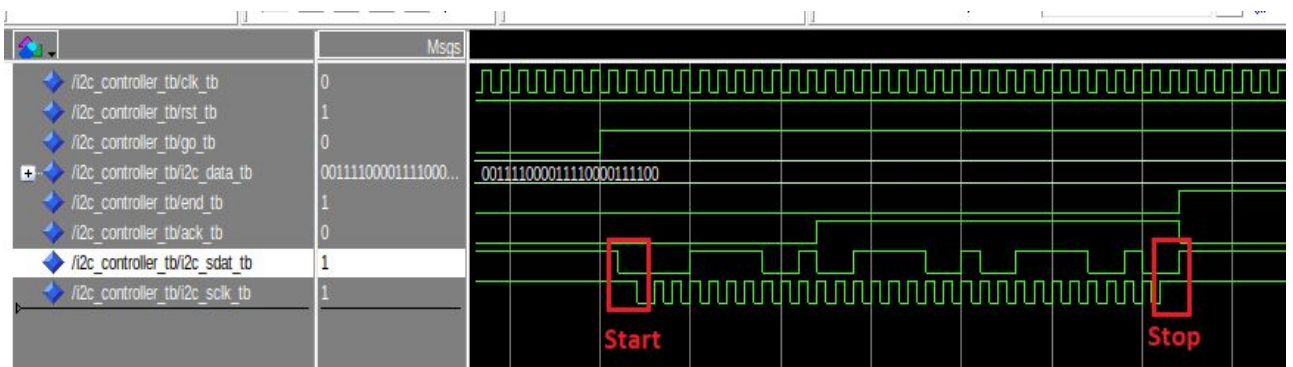 Msgs
/i2c_controller_tb/clk_tb 0
/i2c_controller_tb/rst_tb 1
/i2c_controller_tb/go_tb 0
/i2c_controller_tb/i2c_data_tb 00111100001111000... 001111000011110000111100
/i2c_controller_tb/end_tb 1
/i2c_controller_tb/ack_tb 0
/i2c_controller_tb/i2c_sdat_tb 1
/i2c_controller_tb/i2c_sclk_tb 1
Start Stop